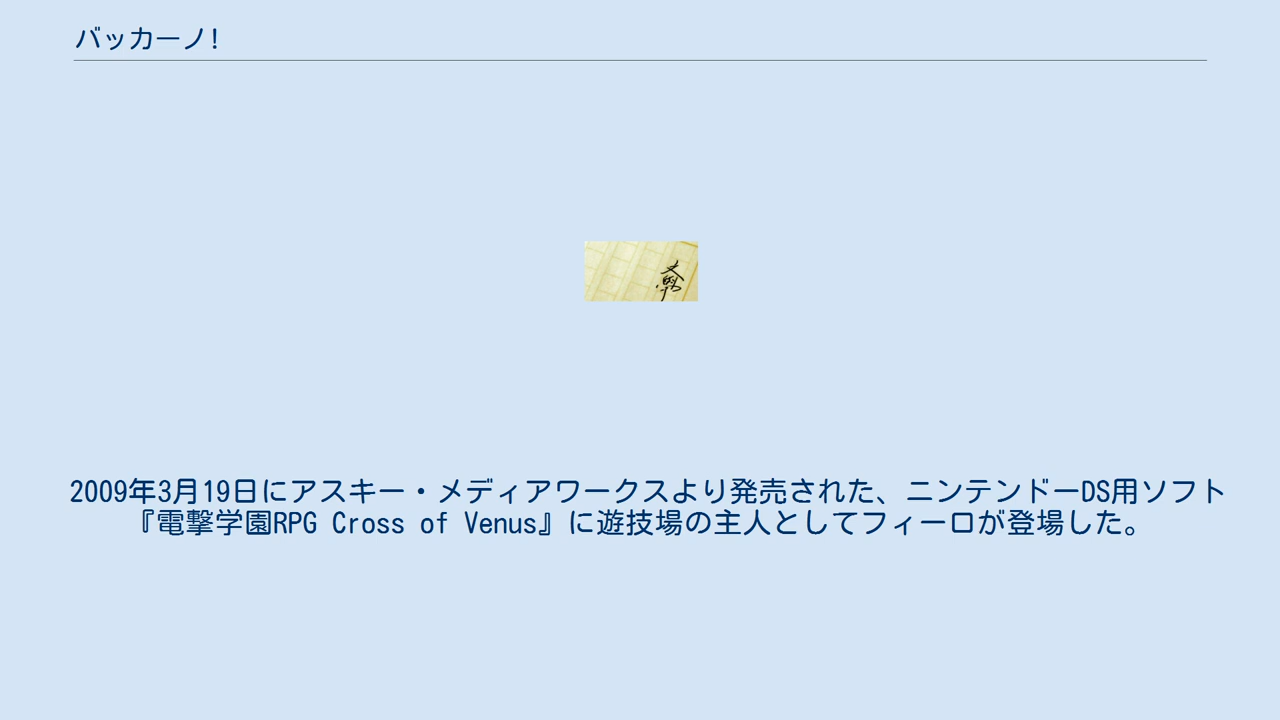 バッカーノ!
2009年3月19日にアスキー・メディアワークスより発売された、ニンテンドーDS用ソフト
『電撃学園RPG Cross of Venus』に遊技場の主人としてフィーロが登場した。